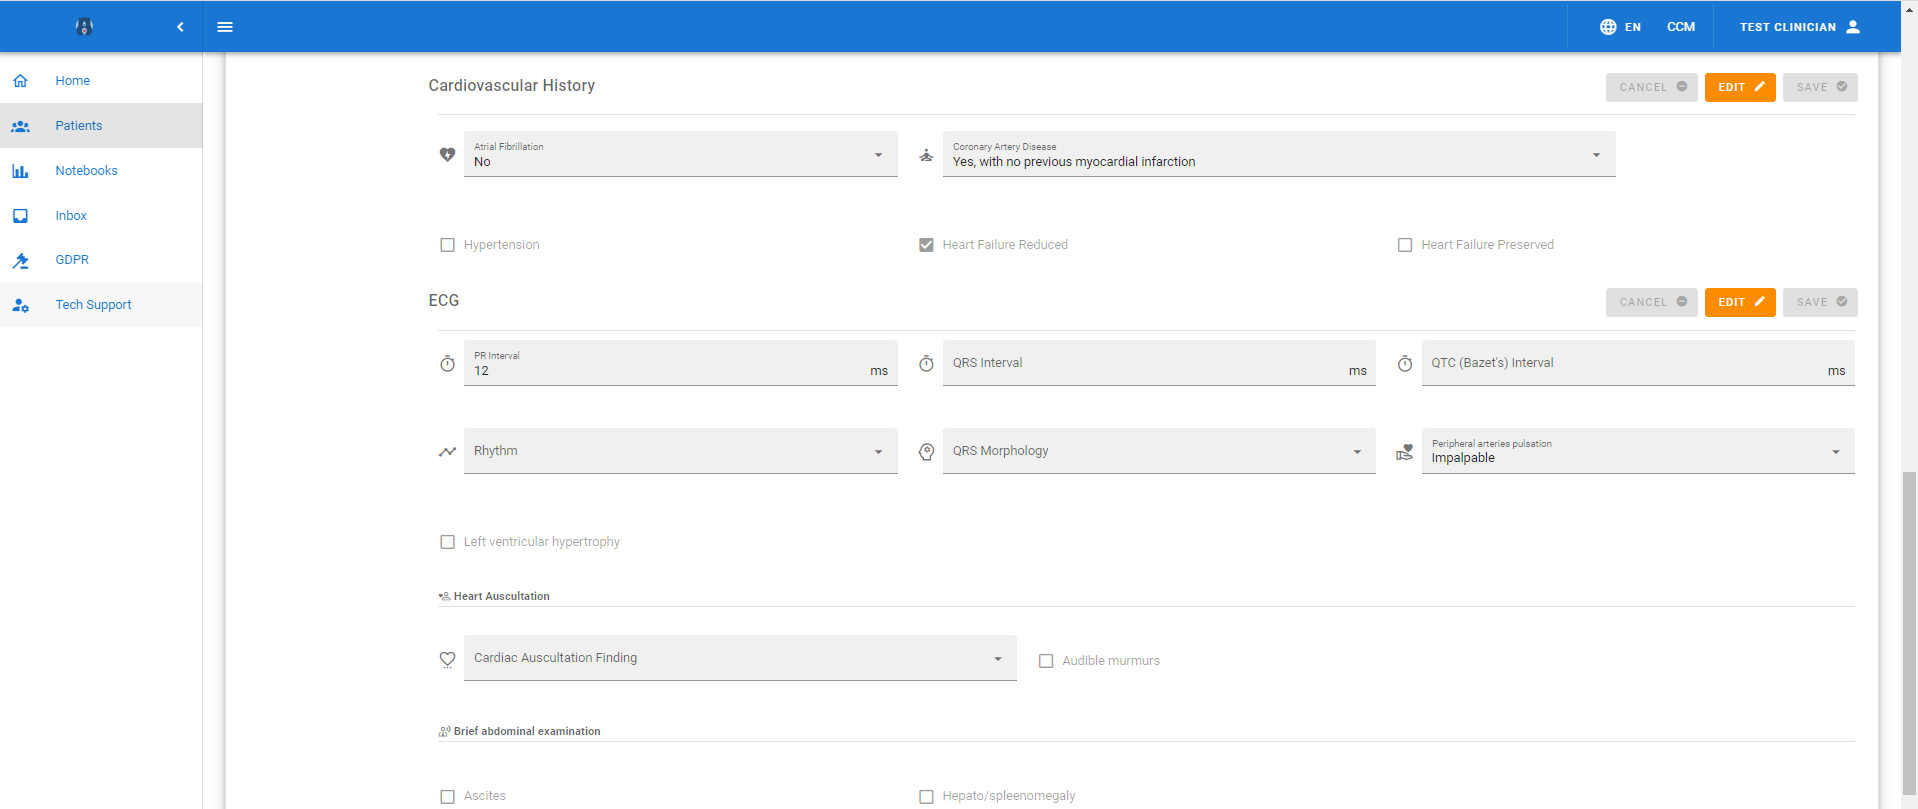 EN
CCM
TEST CLINICIAN
Home
Patients
Notebooks
Inbox
GDPR
Tech Support
Cardiovascular History
CANCEL
EDIT
SAVE
Atrial Fibrillation
No
Coronary Artery Disease
Yes, with no previous myocardial infarction
Hypertension
Heart Failure Reduced
Heart Failure Preserved
ECG
CANCEL
EDIT
SAVE
PR Interval
12
ms
QRS Interval
ms
QTC (Bazet's) Interval
ms
Rhythm
QRS Morphology
Peripheral arteries pulsation
Impalpable
Left ventricular hypertrophy
Heart Auscultation
Cardiac Auscultation Finding
Audible murmurs
Brief abdominal examination
Ascites
Hepato/spleenomegaly